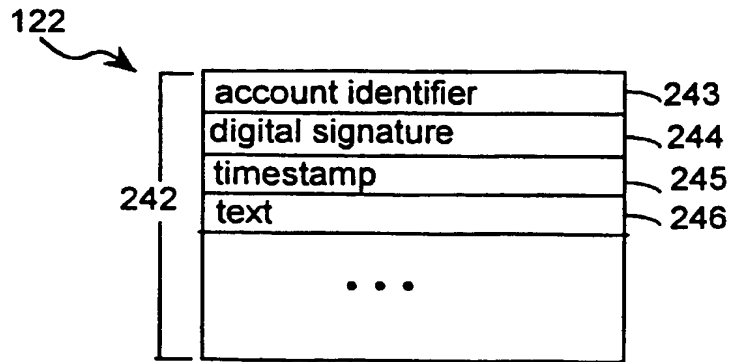 122
account identifier 243
digital signature 244
timestamp 245
242
text 246
• • •